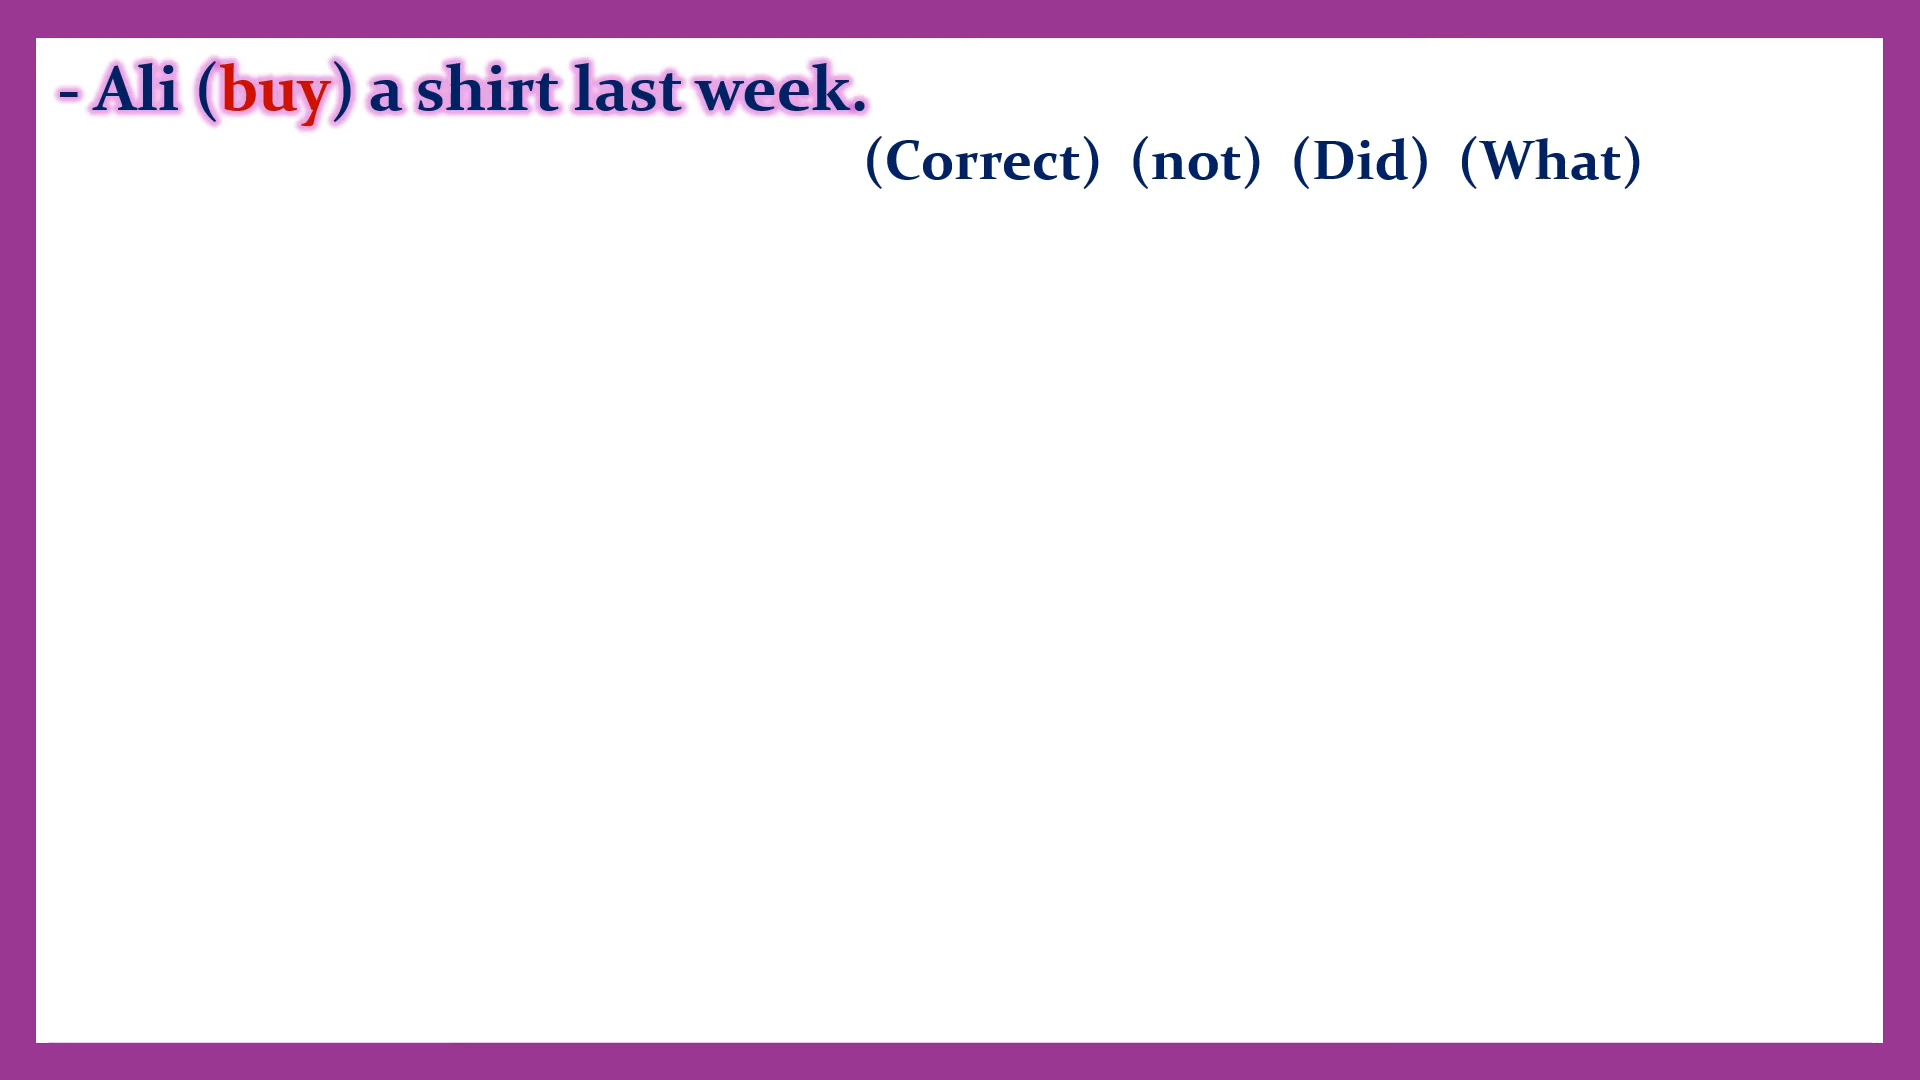 - Ali (buy) a shirt last week.
(Correct) (not) (Did) (What)